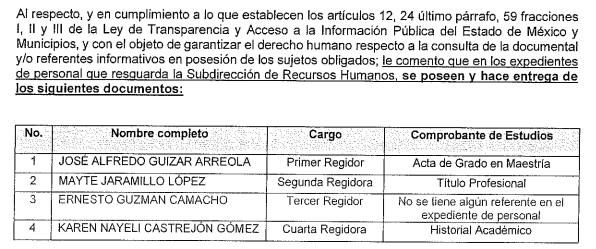 Al respecto, y en cumplimiento a lo que establecen los artículos 12, 24 último párrafo, 59 fracciones
I, II y III de la Ley de Transparencia y Acceso a la Información Pública del Estado de México y
Municipios, y con el objeto de garantizar el derecho humano respecto a la consulta de la documental
y/o referentes informativos en posesión de los sujetos obligados; le comento que en los expedientes
de personal que resguarda la Subdirección de Recursos Humanos, se poseen y hace entrega de
los siguientes documentos:
No. Nombre completo Cargo Comprobante de Estudios
1 JOSÉ ALFREDO GUIZAR ARREOLA Primer Regidor Acta de Grado en Maestría
2 MAYTE JARAMILLO LÓPEZ Segunda Regidora Título Profesional
3 ERNESTO GUZMAN CAMACHO Tercer Regidor No se tiene algún referente en el
expediente de personal
4 KAREN NAYELI CASTREJÓN GÓMEZ Cuarta Regidora Historial Académico